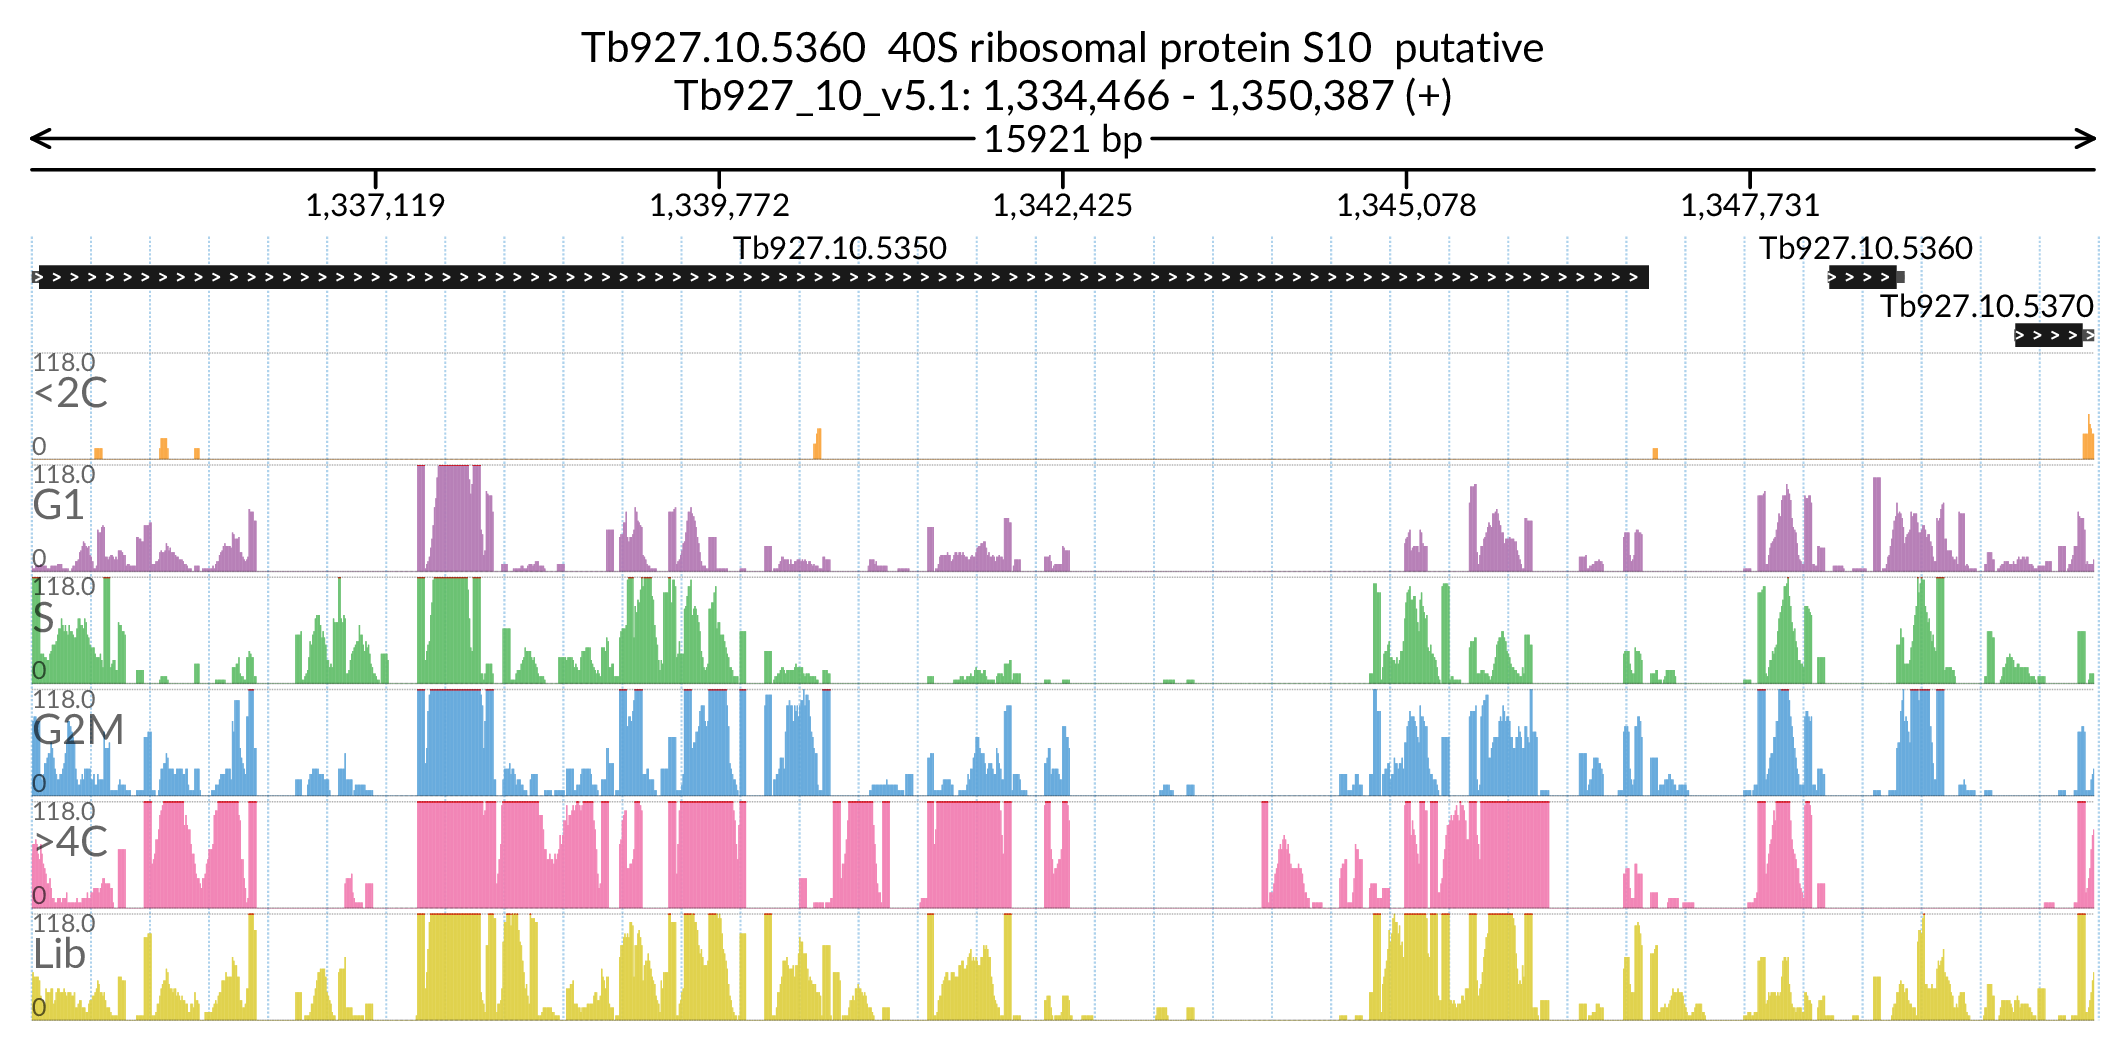 Tb927.10.5360  40S ribosomal protein S10  putative
Tb927_10_v5.1: 1,334,466 - 1,350,387 (+)
15921 bp
1,337,119 1,339,772 1,342,425 1,345,078 1,347,731
Tb927.10.5350 Tb927.10.5360
Tb927.10.5370
118.0
<2C
0
118.0
G1
0
118.0
S
0
118.0
G2M
0
118.0
>4C
0
118.0
Lib
0